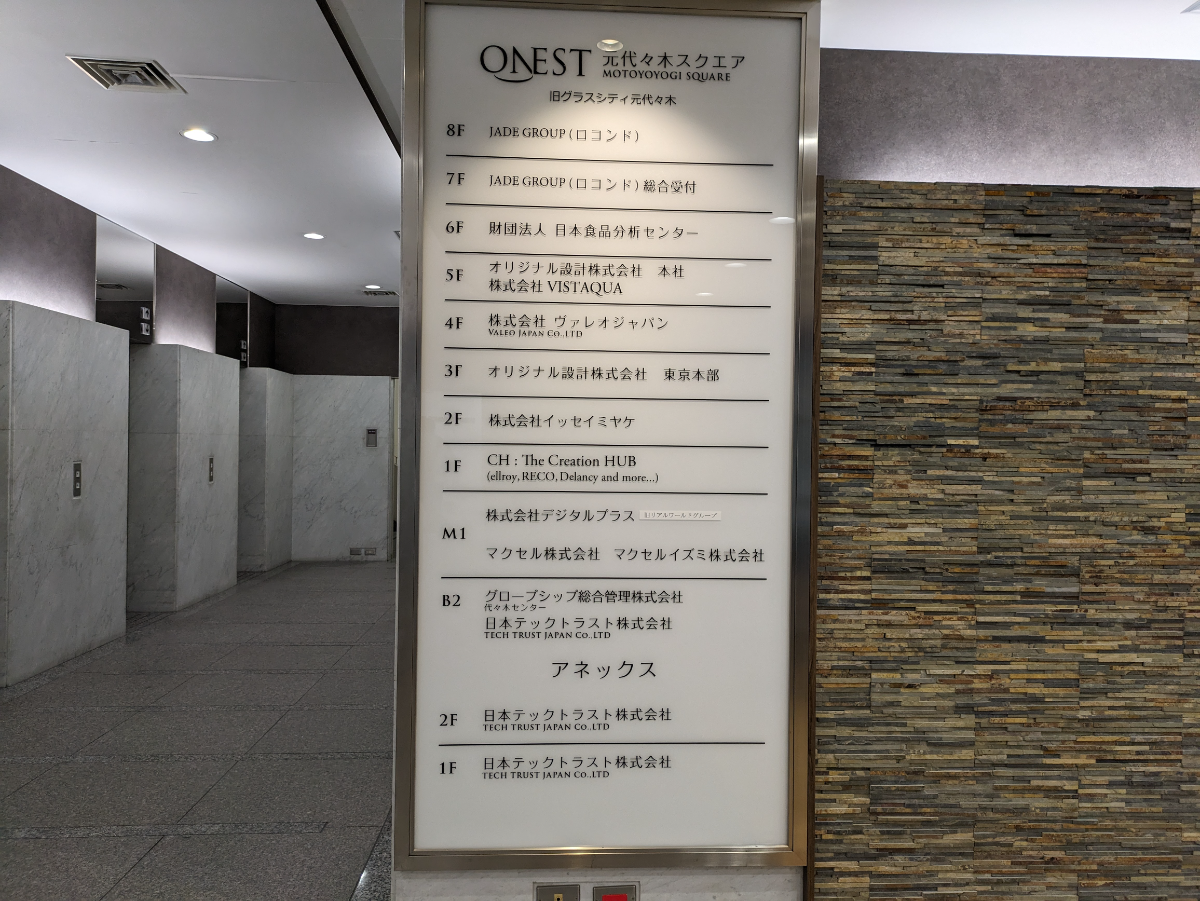 ONEST 元代々木スクエア
MOTOYOYOGI SQUARE
旧グラスシティ元代々木
8F JADE GROUP(ロコンド)
7F JADE GROUP(ロコンド)総合受付
6F 財団法人 日本食品分析センター
5F オリジナル設計株式会社 本社
株式会社 VISTAQUA
4F 株式会社 ヴァレオジャパン
VALEO JAPAN CO.,LTD
3F オリジナル設計株式会社 東京本部
2F 株式会社イッセイミヤケ
1F CH : The Creation HUB
(ellroy, RECO, Delancy and more...)
M1 株式会社デジタルプラス 旧リアルワールドグループ
マクセル株式会社 マクセルイズミ株式会社
B2 グローブシップ総合管理株式会社
代々木センター
日本テックトラスト株式会社
TECH TRUST JAPAN CO.,LTD
アネックス
2F 日本テックトラスト株式会社
TECH TRUST JAPAN CO.,LTD
1F 日本テックトラスト株式会社
TECH TRUST JAPAN CO.,LTD